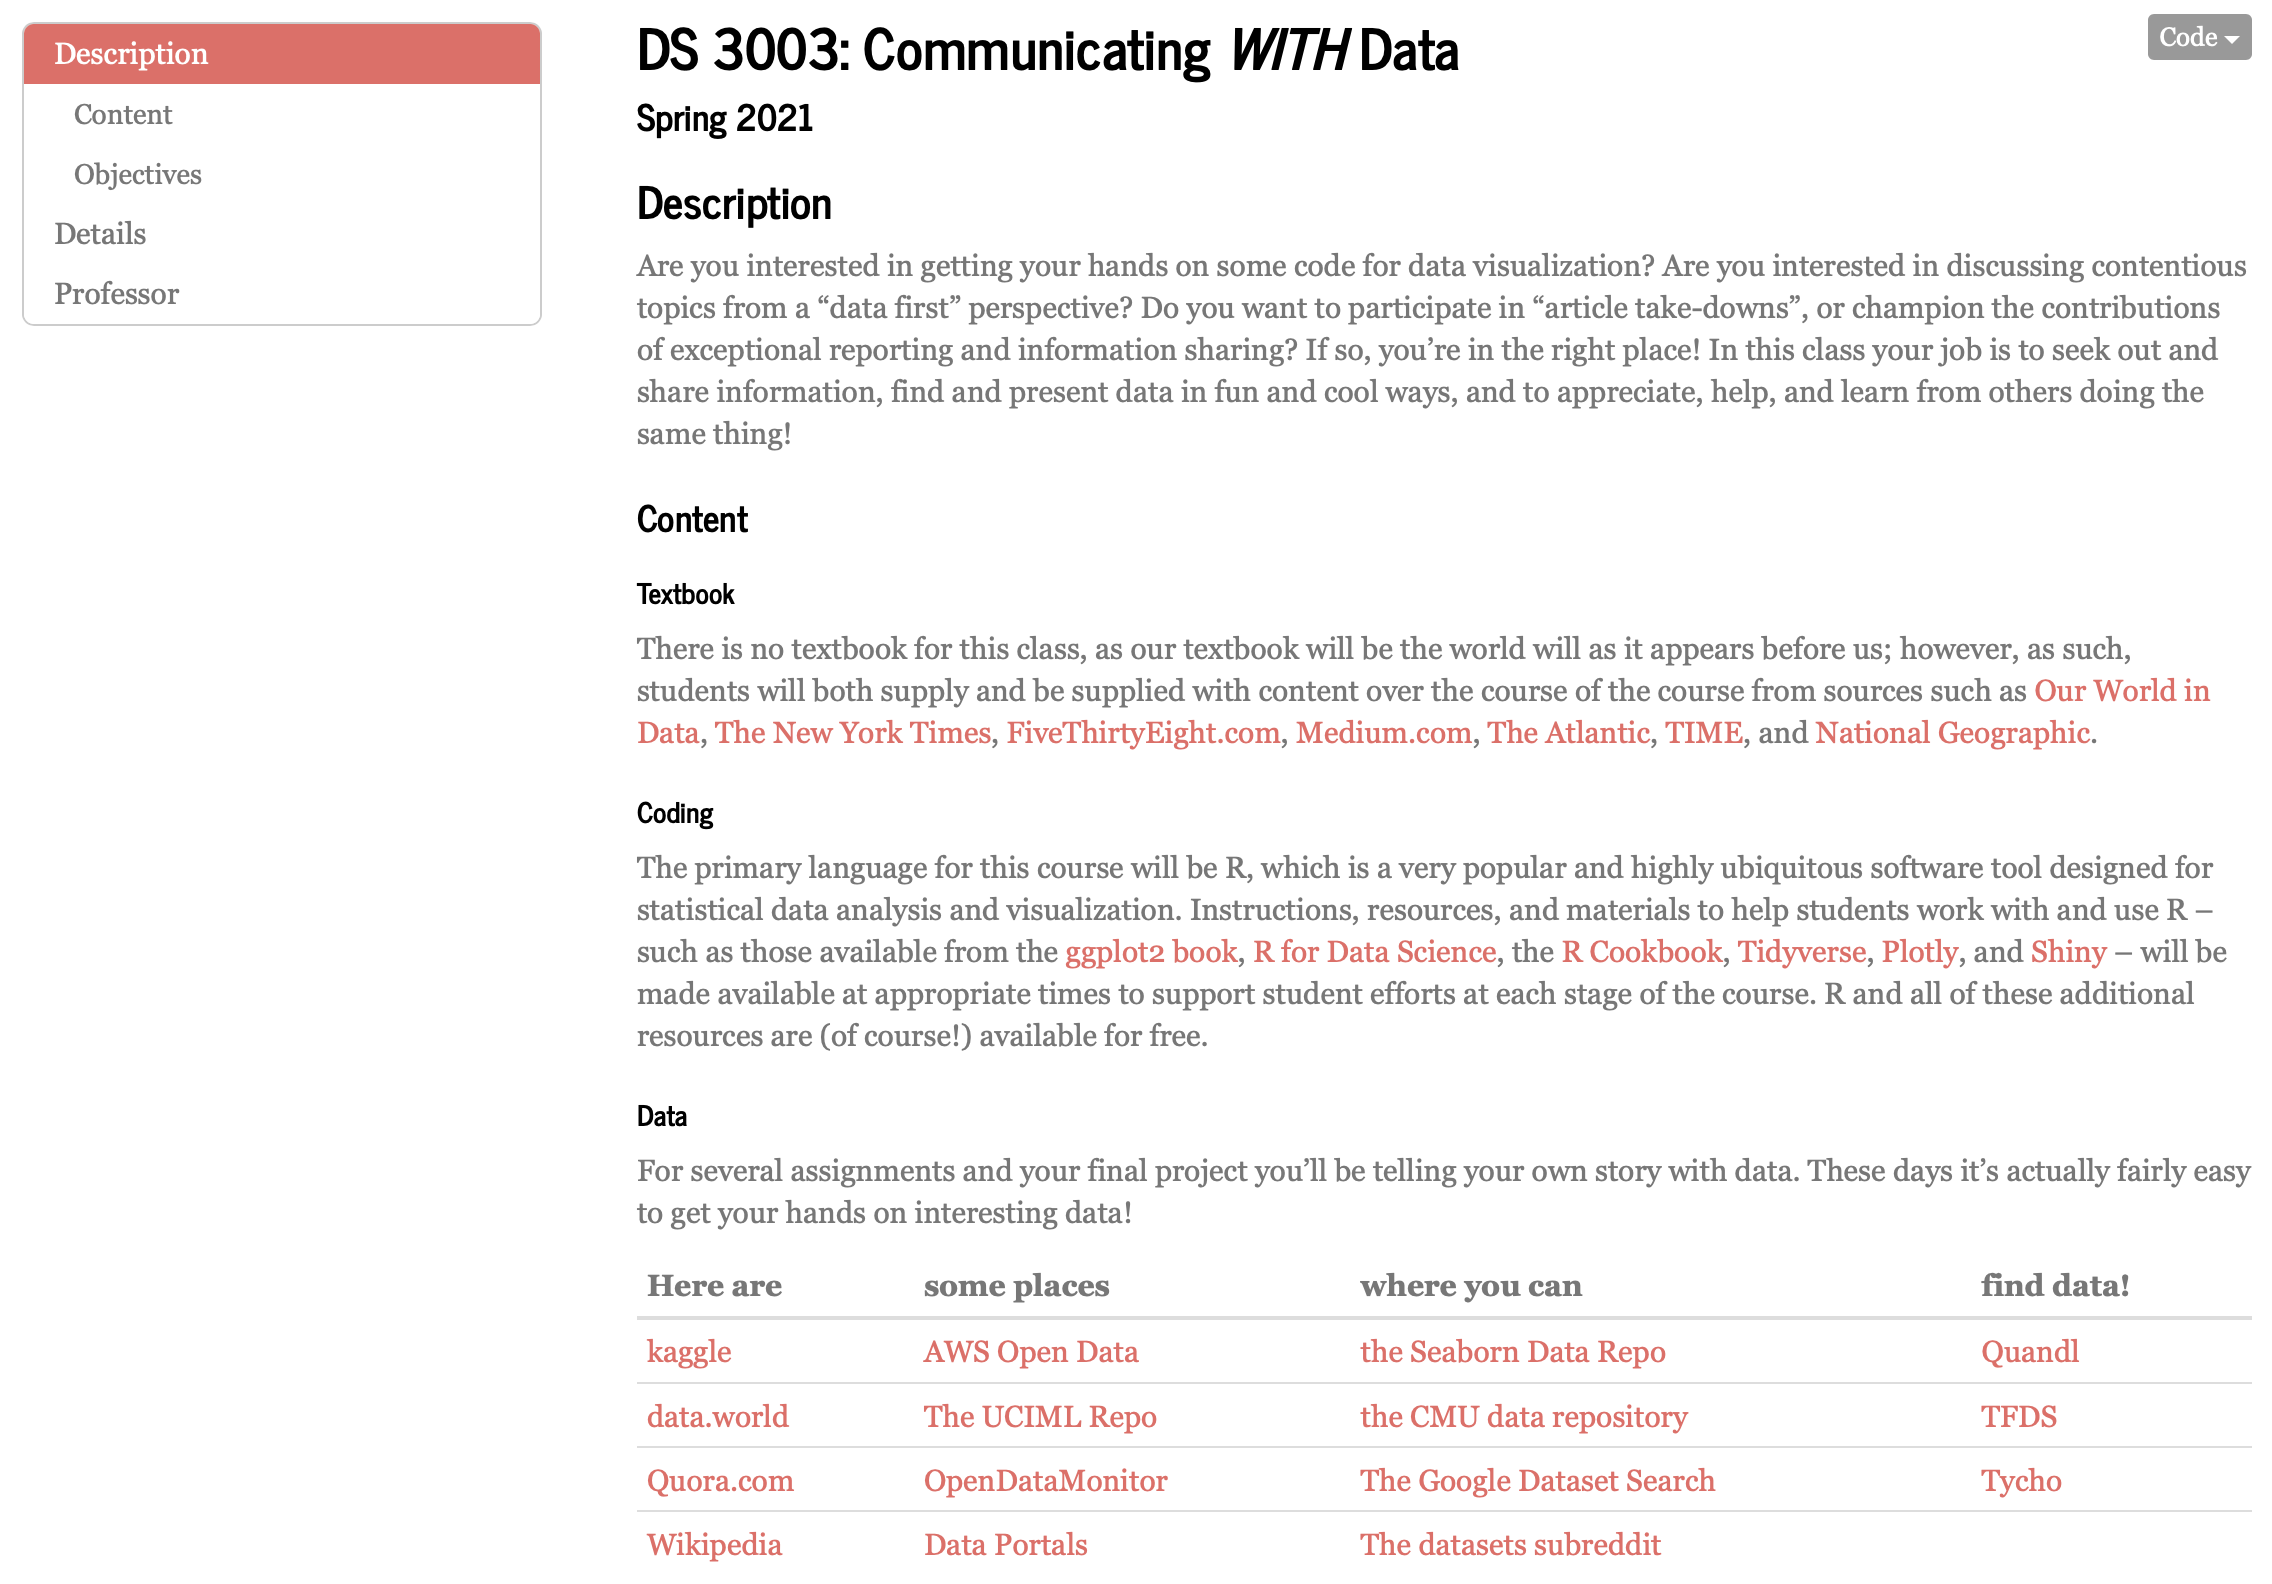 Description
Content
Objectives
Details
Professor
DS 3003: Communicating WITH Data
Code
Spring 2021
Description
Are you interested in getting your hands on some code for data visualization? Are you interested in discussing contentious
topics from a “data first” perspective? Do you want to participate in “article take-downs”, or champion the contributions
of exceptional reporting and information sharing? If so, you’re in the right place! In this class your job is to seek out and
share information, find and present data in fun and cool ways, and to appreciate, help, and learn from others doing the
same thing!
Content
Textbook
There is no textbook for this class, as our textbook will be the world will as it appears before us; however, as such,
students will both supply and be supplied with content over the course of the course from sources such as Our World in
Data, The New York Times, FiveThirtyEight.com, Medium.com, The Atlantic, TIME, and National Geographic.
Coding
The primary language for this course will be R, which is a very popular and highly ubiquitous software tool designed for
statistical data analysis and visualization. Instructions, resources, and materials to help students work with and use R –
such as those available from the ggplot2 book, R for Data Science, the R Cookbook, Tidyverse, Plotly, and Shiny – will be
made available at appropriate times to support student efforts at each stage of the course. R and all of these additional
resources are (of course!) available for free.
Data
For several assignments and your final project you’ll be telling your own story with data. These days it’s actually fairly easy
to get your hands on interesting data!
Here are some places where you can find data!
kaggle AWS Open Data the Seaborn Data Repo Quandl
data.world The UCIML Repo the CMU data repository TFDS
Quora.com OpenDataMonitor The Google Dataset Search Tycho
Wikipedia Data Portals The datasets subreddit